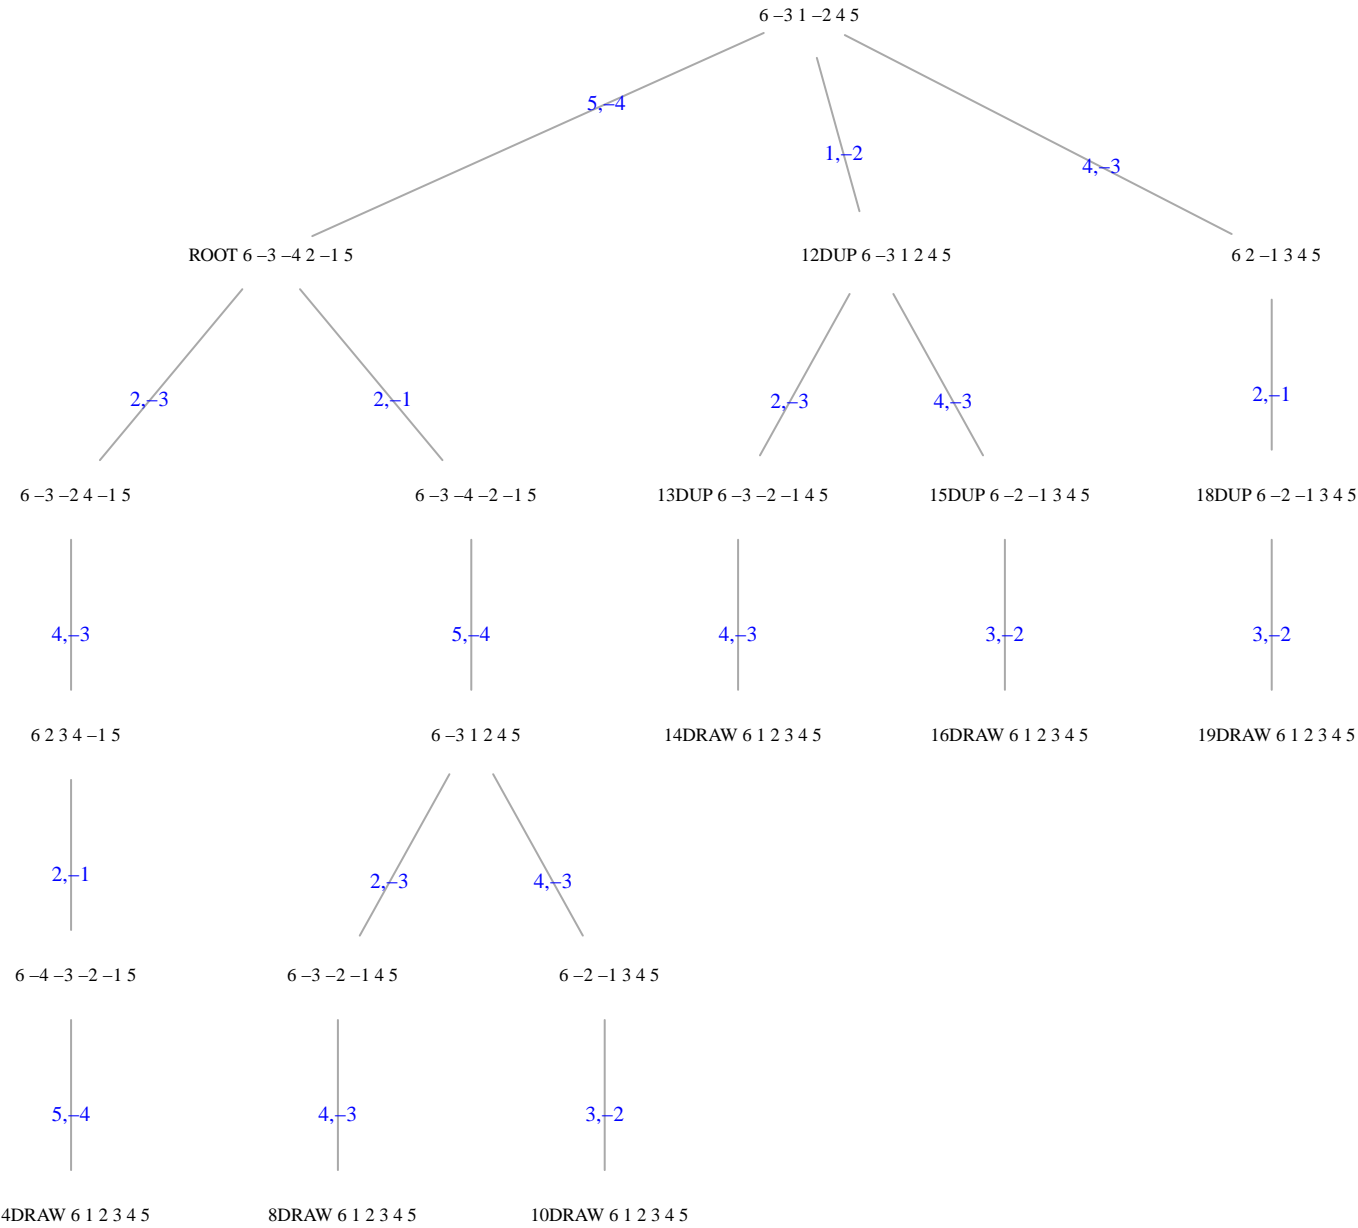 6 –3 1 –2 4 5
5,–4
1,–2
4,–3
ROOT 6 –3 –4 2 –1 5
12DUP 6 –3 1 2 4 5
6 2 –1 3 4 5
2,–3
2,–1
2,–3
4,–3
2,–1
6 –3 –2 4 –1 5
6 –3 –4 –2 –1 5
13DUP 6 –3 –2 –1 4 5
15DUP 6 –2 –1 3 4 5
18DUP 6 –2 –1 3 4 5
4,–3
5,–4
4,–3
3,–2
3,–2
6 2 3 4 –1 5
6 –3 1 2 4 5
14DRAW 6 1 2 3 4 5
16DRAW 6 1 2 3 4 5
19DRAW 6 1 2 3 4 5
2,–1
2,–3
4,–3
6 –4 –3 –2 –1 5
6 –3 –2 –1 4 5
6 –2 –1 3 4 5
5,–4
4,–3
3,–2
4DRAW 6 1 2 3 4 5
8DRAW 6 1 2 3 4 5
10DRAW 6 1 2 3 4 5